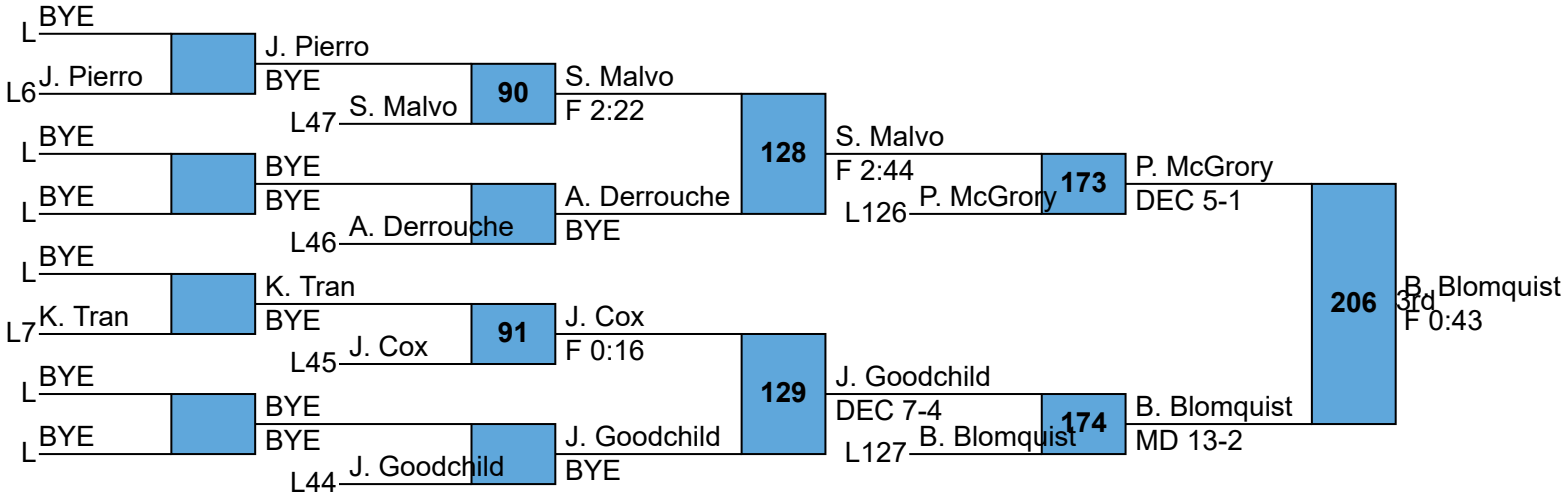 BYE
L
J. Pierro
L6
J. Pierro
BYE
S. Malvo
L47
90
S. Malvo
F 2:22
BYE
L
BYE
L
BYE
BYE
A. Derrouche
L46
A. Derrouche
BYE
128
S. Malvo
F 2:44
P. McGrory
L126
173
P. McGrory
DEC 5-1
BYE
L
K. Tran
L7
K. Tran
BYE
J. Cox
L45
91
J. Cox
F 0:16
BYE
L
BYE
L
BYE
BYE
J. Goodchild
L44
J. Goodchild
BYE
129
J. Goodchild
DEC 7-4
B. Blomquist
L127
174
B. Blomquist
MD 13-2
206
B. Blomquist
3rd
F 0:43